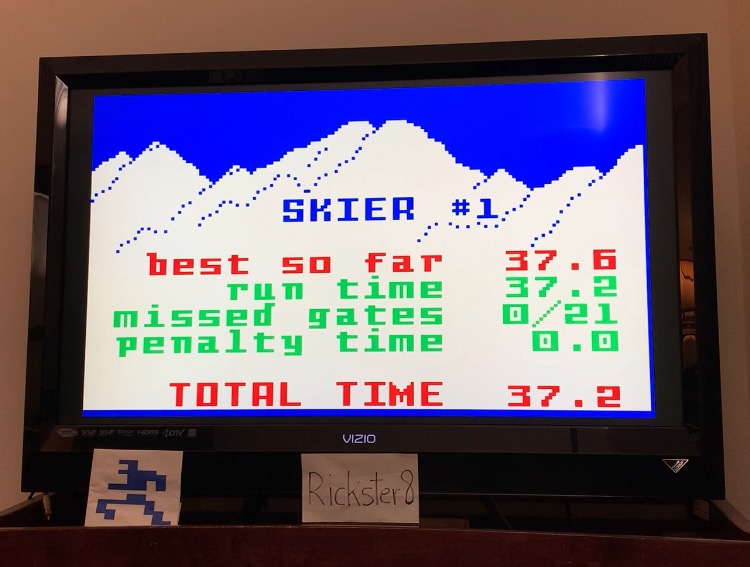 SKIER #1
best so far 37.6
run time 37.2
missed gates 0/21
penalty time 0.0
TOTAL TIME 37.2
VIZIO
Rickster8